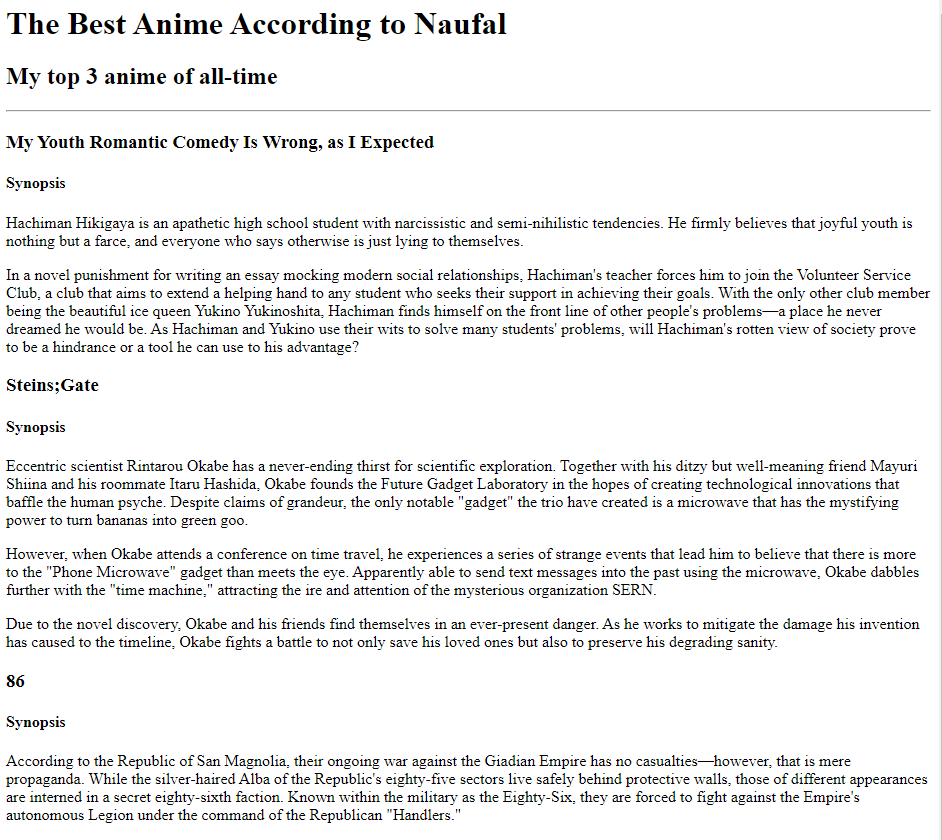 The Best Anime According to Naufal
My top 3 anime of all-time
My Youth Romantic Comedy Is Wrong, as I Expected
Synopsis
Hachiman Hikigaya is an apathetic high school student with narcissistic and semi-nihilistic tendencies. He firmly believes that joyful youth is
nothing but a farce, and everyone who says otherwise is just lying to themselves.
In a novel punishment for writing an essay mocking modern social relationships, Hachiman's teacher forces him to join the Volunteer Service
Club, a club that aims to extend a helping hand to any student who seeks their support in achieving their goals. With the only other club member
being the beautiful ice queen Yukino Yukinoshita, Hachiman finds himself on the front line of other people's problems—a place he never
dreamed he would be. As Hachiman and Yukino use their wits to solve many students' problems, will Hachiman's rotten view of society prove
to be a hindrance or a tool he can use to his advantage?
Steins;Gate
Synopsis
Eccentric scientist Rintarou Okabe has a never-ending thirst for scientific exploration. Together with his ditzy but well-meaning friend Mayuri
Shiina and his roommate Itaru Hashida, Okabe founds the Future Gadget Laboratory in the hopes of creating technological innovations that
baffle the human psyche. Despite claims of grandeur, the only notable "gadget" the trio have created is a microwave that has the mystifying
power to turn bananas into green goo.
However, when Okabe attends a conference on time travel, he experiences a series of strange events that lead him to believe that there is more
to the "Phone Microwave" gadget than meets the eye. Apparently able to send text messages into the past using the microwave, Okabe dabbles
further with the "time machine," attracting the ire and attention of the mysterious organization SERN.
Due to the novel discovery, Okabe and his friends find themselves in an ever-present danger. As he works to mitigate the damage his invention
has caused to the timeline, Okabe fights a battle to not only save his loved ones but also to preserve his degrading sanity.
86
Synopsis
According to the Republic of San Magnolia, their ongoing war against the Giadian Empire has no casualties—however, that is mere
propaganda. While the silver-haired Alba of the Republic's eighty-five sectors live safely behind protective walls, those of different appearances
are interned in a secret eighty-sixth faction. Known within the military as the Eighty-Six, they are forced to fight against the Empire's
autonomous Legion under the command of the Republican "Handlers."